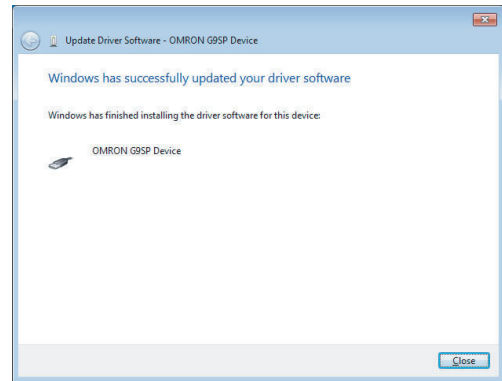 Update Driver Software - OMRON G9SP Device
Windows has successfully updated your driver software
Windows has finished installing the driver software for this device:
OMRON G9SP Device
Close